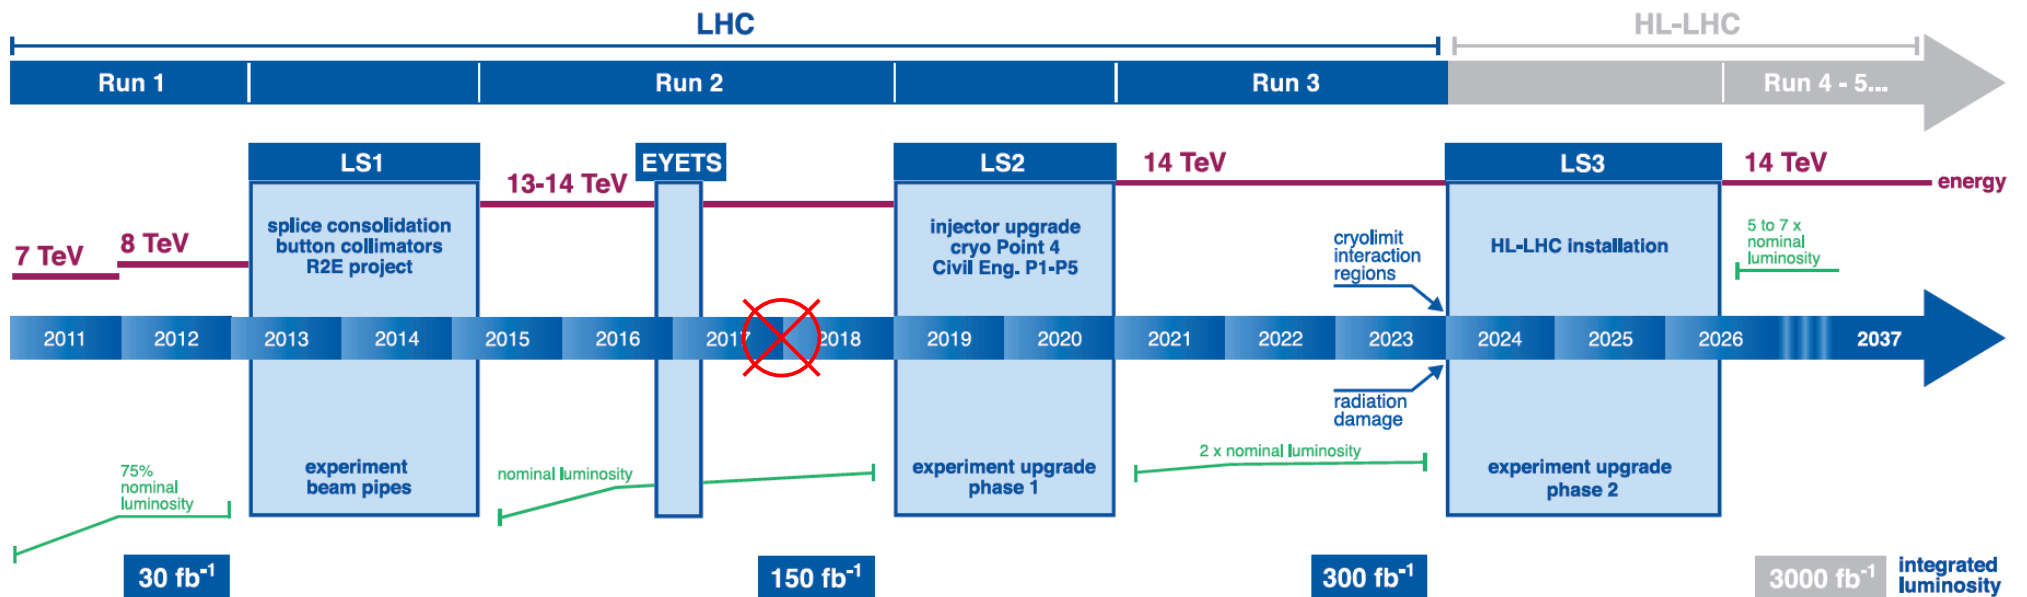 LHC
HL-LHC
Run 1
Run 2
Run 3
Run 4 - 5...
LS1
EYETS
LS2
14 TeV
LS3
14 TeV
energy
13-14 TeV
splice consolidation
button collimators
R2E project
injector upgrade
cryo Point 4
Civil Eng. P1-P5
cryolimit
interaction
regions
HL-LHC installation
5 to 7 x
nominal
luminosity
7 TeV
8 TeV
2011
2012
2013
2014
2015
2016
2017
2018
2019
2020
2021
2022
2023
2024
2025
2026
2037
radiation
damage
75%
nominal
luminosity
experiment
beam pipes
nominal luminosity
experiment upgrade
phase 1
2 x nominal luminosity
experiment upgrade
phase 2
30 fb⁻¹
150 fb⁻¹
300 fb⁻¹
3000 fb⁻¹
integrated
luminosity